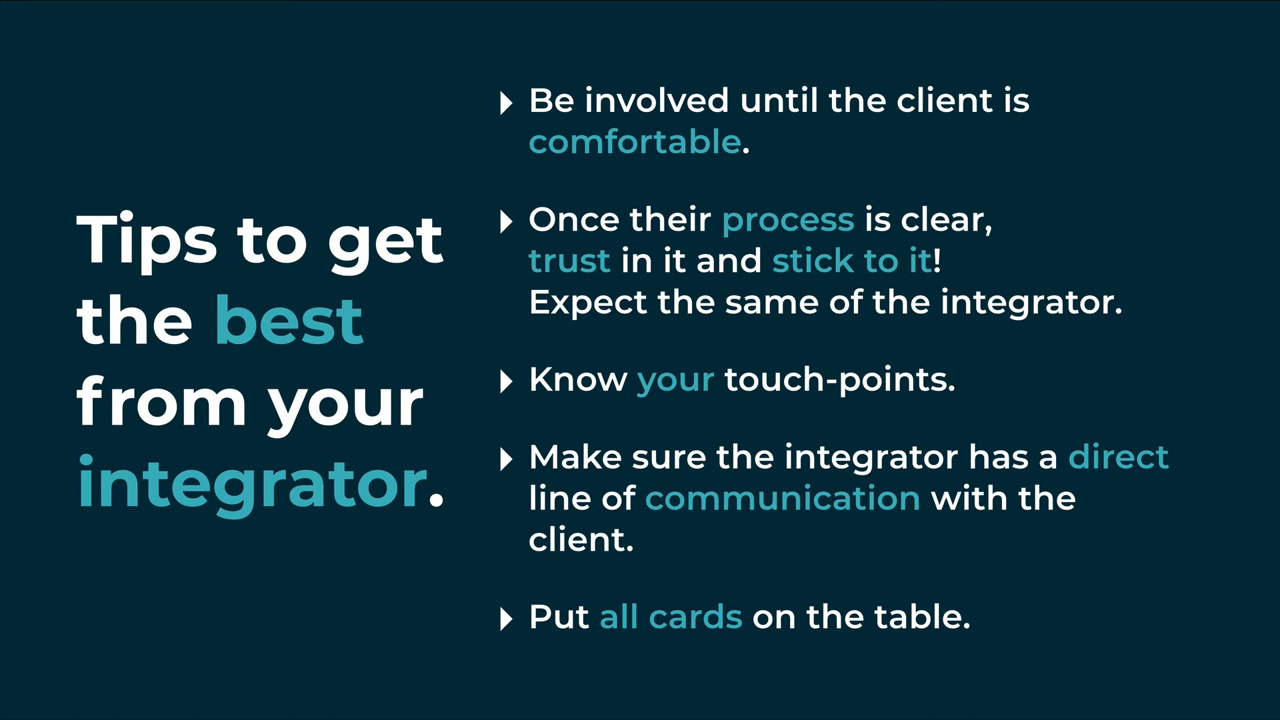 Tips to get
the best
from your
integrator.
Be involved until the client is
comfortable.
Once their process is clear,
trust in it and stick to it!
Expect the same of the integrator.
Know your touch-points.
Make sure the integrator has a direct
line of communication with the
client.
Put all cards on the table.